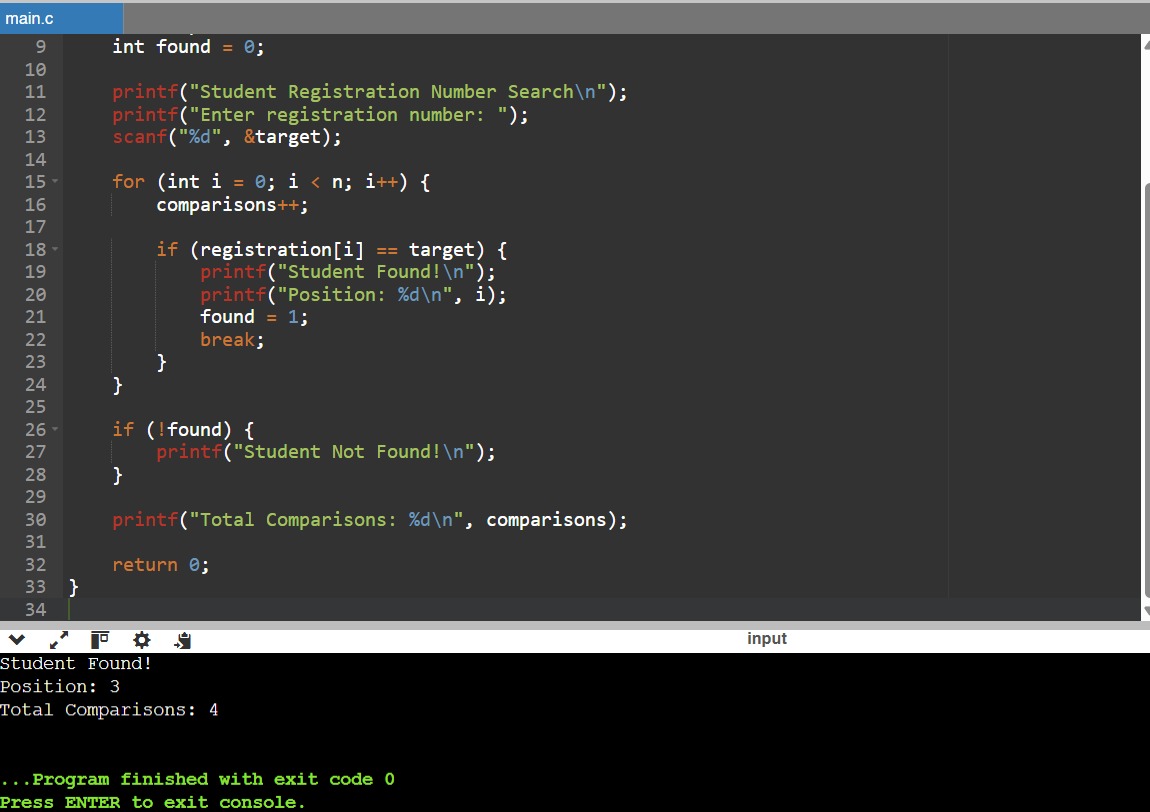 main.c
9 int found = 0;
10
11 printf("Student Registration Number Search\n");
12 printf("Enter registration number: ");
13 scanf("%d", &target);
14
15 for (int i = 0; i < n; i++) {
16 comparisons++;
17
18 if (registration[i] == target) {
19 printf("Student Found!\n");
20 printf("Position: %d\n", i);
21 found = 1;
22 break;
23 }
24 }
25
26 if (!found) {
27 printf("Student Not Found!\n");
28 }
29
30 printf("Total Comparisons: %d\n", comparisons);
31
32 return 0;
33 }
34
input
Student Found!
Position: 3
Total Comparisons: 4
...Program finished with exit code 0
Press ENTER to exit console.